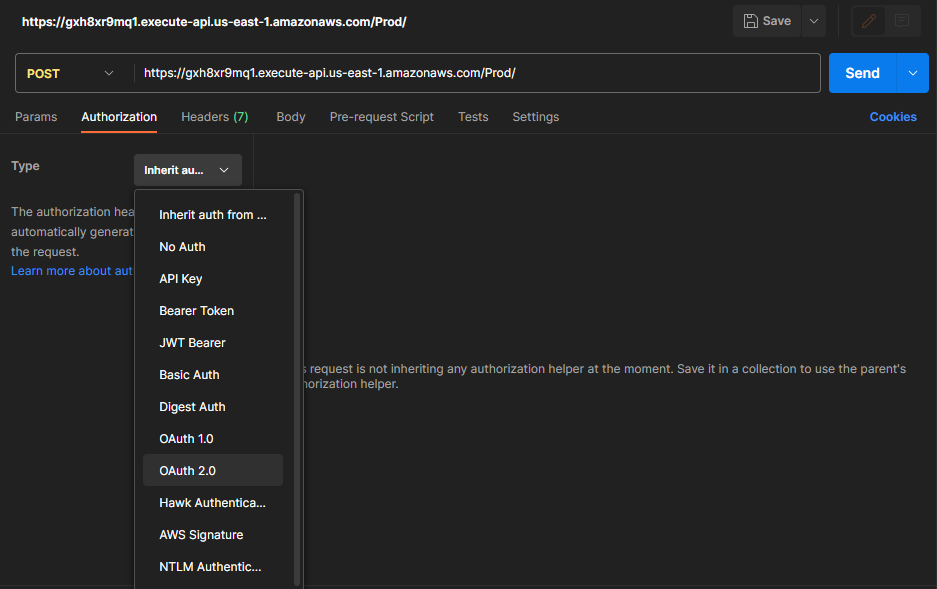 https://gxh8xr9mq1.execute-api.us-east-1.amazonaws.com/Prod/
Save
POST
https://gxh8xr9mq1.execute-api.us-east-1.amazonaws.com/Prod/
Send
Params
Authorization
Headers (7)
Body
Pre-request Script
Tests
Settings
Cookies
Type
Inherit au...
The authorization hea
automatically generat
the request.
Learn more about aut
Inherit auth from ...
No Auth
API Key
Bearer Token
JWT Bearer
Basic Auth
Digest Auth
OAuth 1.0
OAuth 2.0
Hawk Authentica...
AWS Signature
NTLM Authentic...
s request is not inheriting any authorization helper at the moment. Save it in a collection to use the parent's
horization helper.